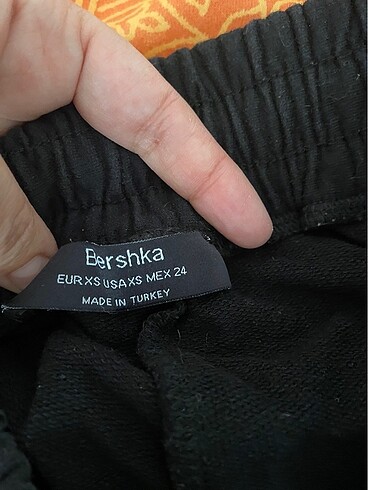 Bershka
EUR XS USA XS MEX 24
MADE IN TURKEY